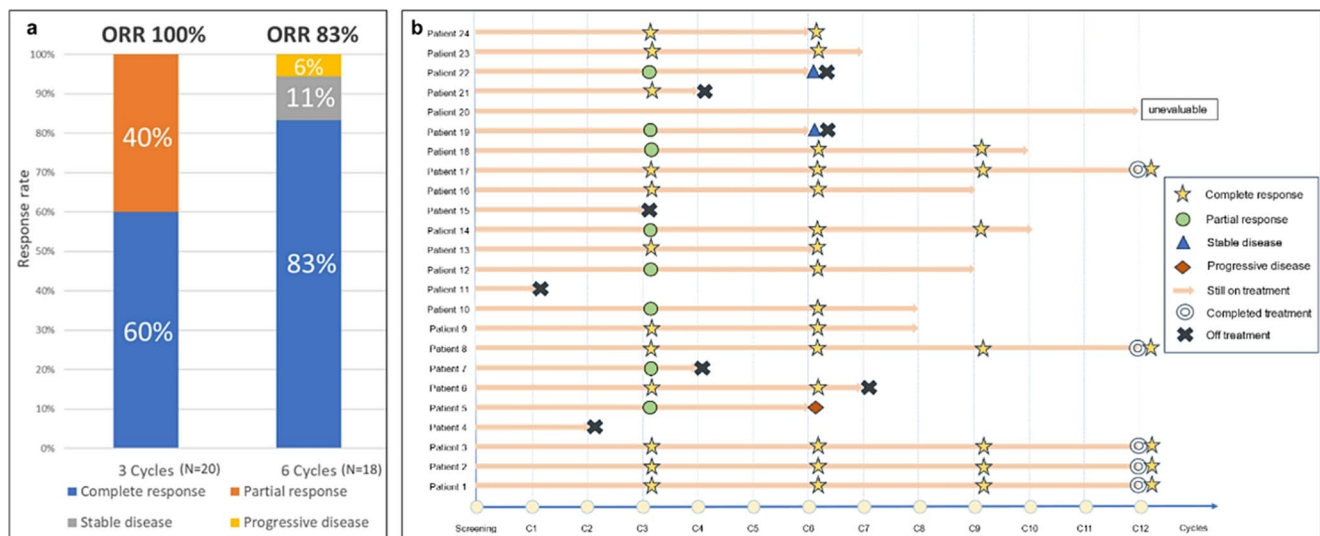 a
ORR 100%
ORR 83%
Response rate
100%
90%
80%
70%
60%
50%
40%
30%
20%
10%
0%
40%
60%
6%
11%
83%
3 Cycles (N=20)
6 Cycles (N=18)
Complete response
Partial response
Stable disease
Progressive disease
b
Patient 24
Patient 23
Patient 22
Patient 21
Patient 20
unevaluable
Patient 19
Patient 18
Patient 17
Patient 16
Patient 15
Patient 14
Patient 13
Patient 12
Patient 11
Patient 10
Patient 9
Patient 8
Patient 7
Patient 6
Patient 5
Patient 4
Patient 3
Patient 2
Patient 1
Complete response
Partial response
Stable disease
Progressive disease
Still on treatment
Completed treatment
Off treatment
Screening C1 C2 C3 C4 C5 C6 C7 C8 C9 C10 C11 C12 Cycles